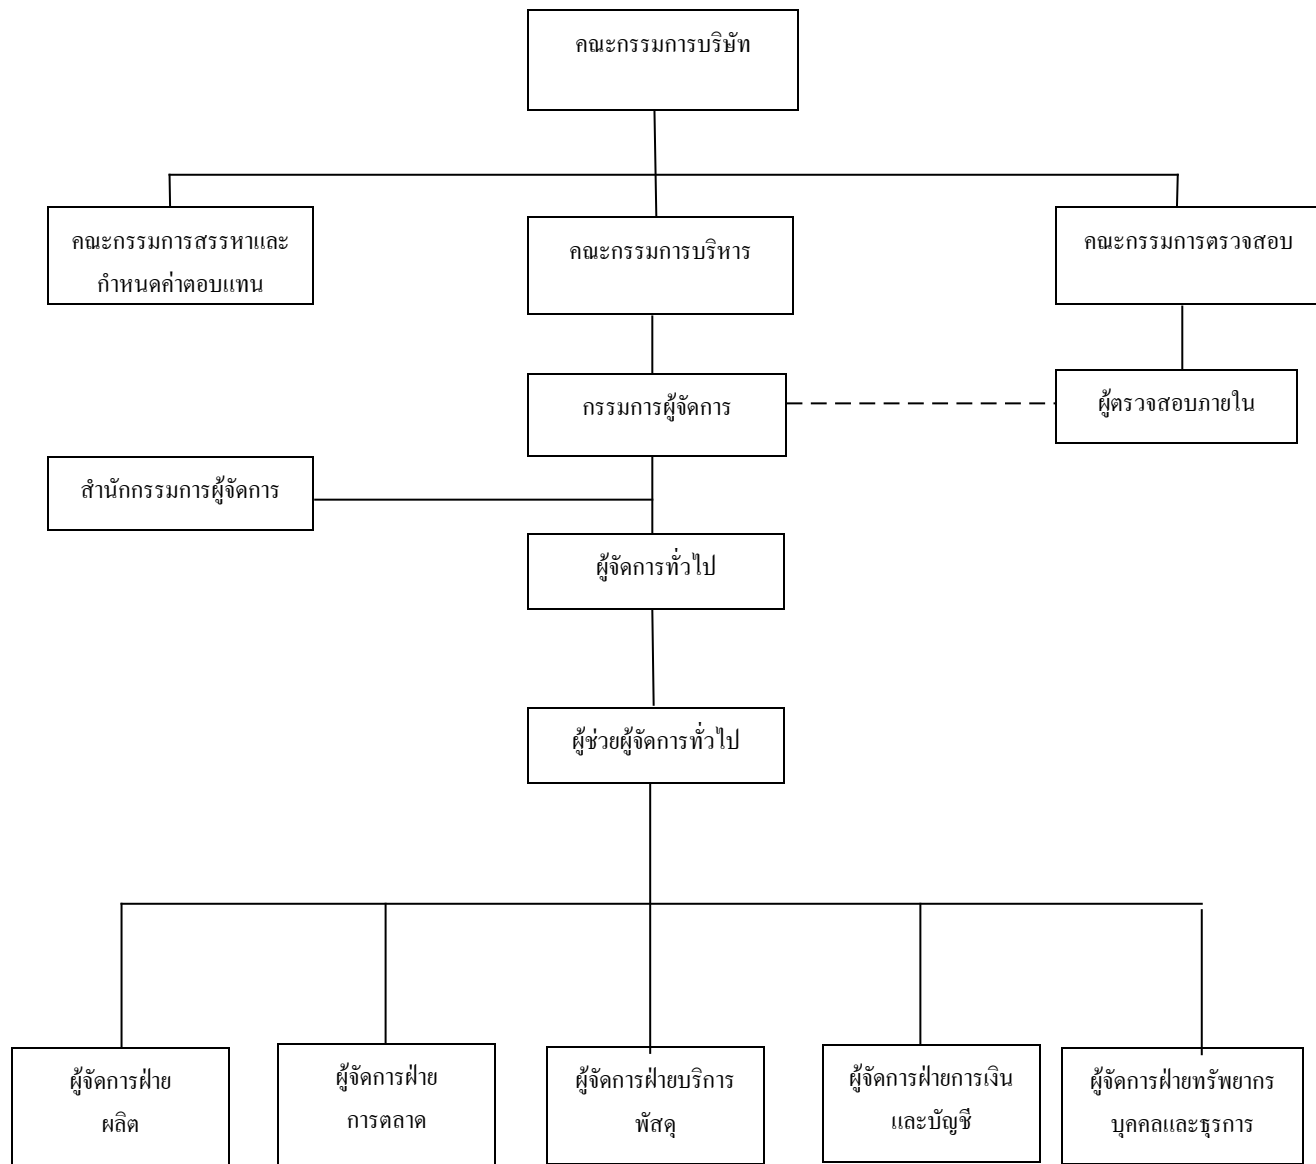 คณะกรรมการบริษัท
คณะกรรมการสรรหาและ
กำหนดค่าตอบแทน
คณะกรรมการบริหาร
คณะกรรมการตรวจสอบ
กรรมการผู้จัดการ
ผู้ตรวจสอบภายใน
สำนักกรรมการผู้จัดการ
ผู้จัดการทั่วไป
ผู้ช่วยผู้จัดการทั่วไป
ผู้จัดการฝ่าย
ผลิต
ผู้จัดการฝ่าย
การตลาด
ผู้จัดการฝ่ายบริการ
พัสดุ
ผู้จัดการฝ่ายการเงิน
และบัญชี
ผู้จัดการฝ่ายทรัพยากร
บุคคลและธุรการ